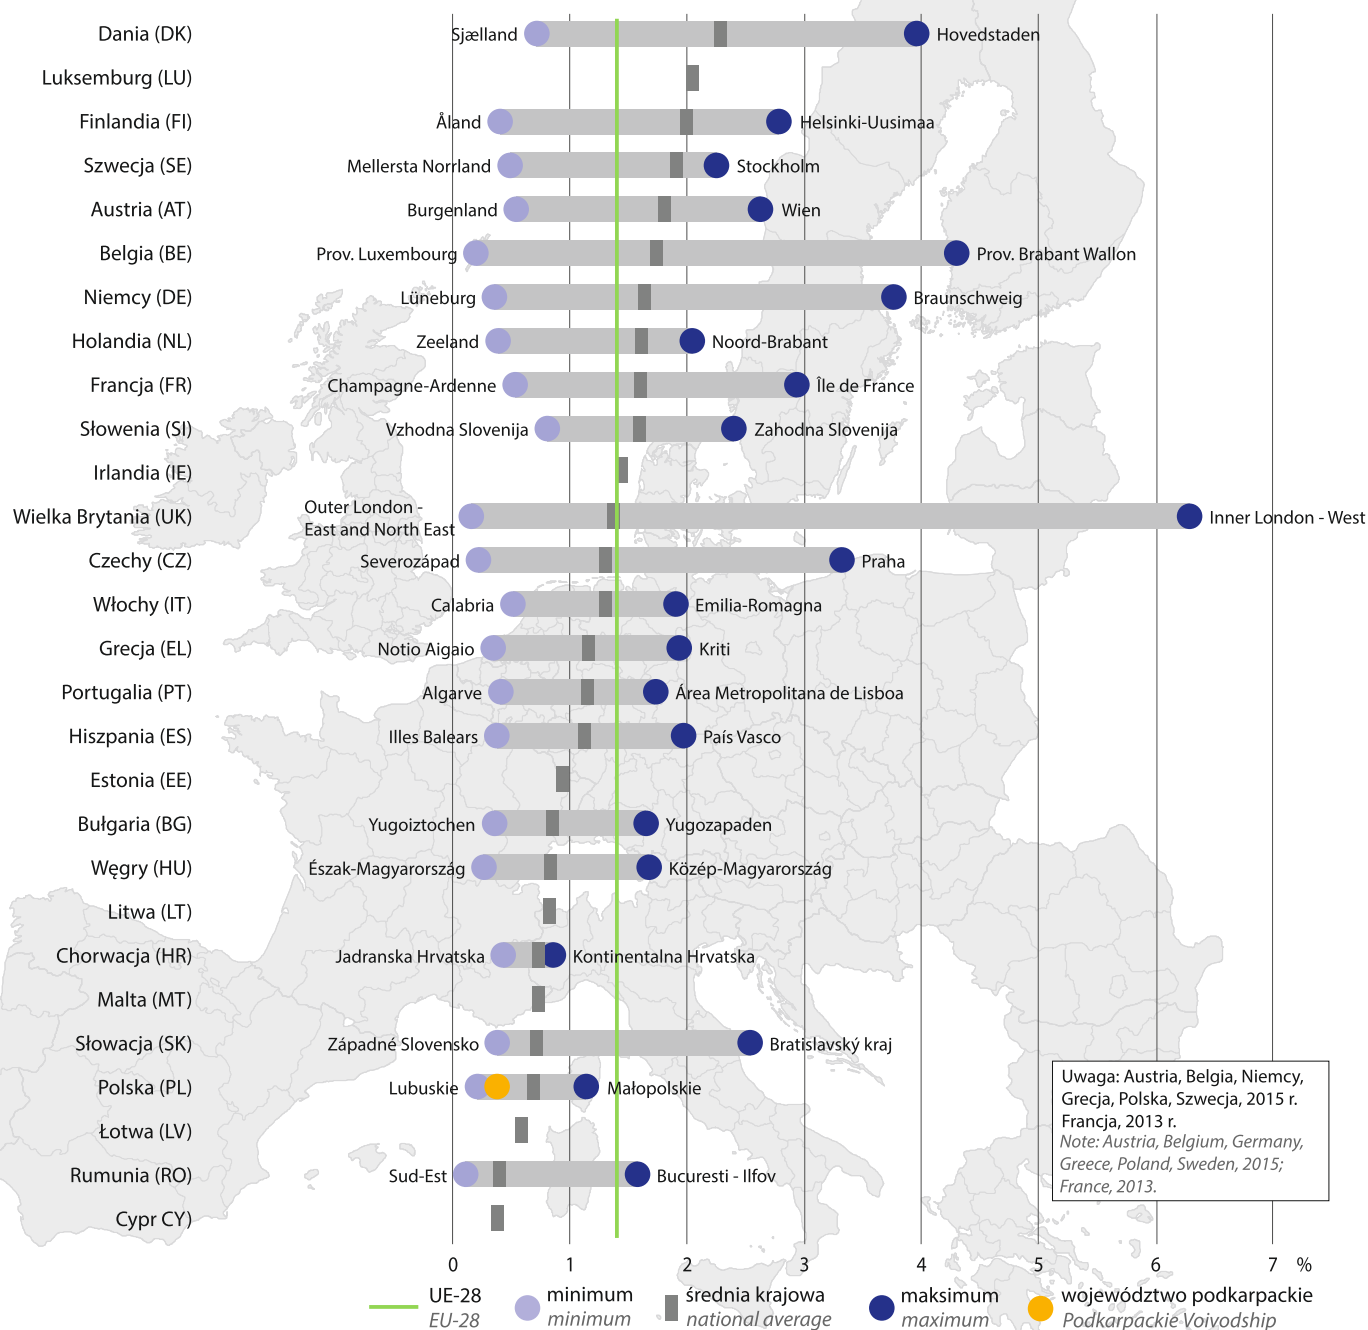 Dania (DK) Sjælland Hovedstaden
Luksemburg (LU)
Finlandia (FI) Åland Helsinki-Uusimaa
Szwecja (SE) Mellersta Norrland Stockholm
Austria (AT) Burgenland Wien
Belgia (BE) Prov. Luxembourg Prov. Brabant Wallon
Niemcy (DE) Lüneburg Braunschweig
Holandia (NL) Zeeland Noord-Brabant
Francja (FR) Champagne-Ardenne Île de France
Słowenia (SI) Vzhodna Slovenija Zahodna Slovenija
Irlandia (IE)
Wielka Brytania (UK) Outer London - Inner London - West
East and North East
Czechy (CZ) Severozápad Praha
Włochy (IT) Calabria Emilia-Romagna
Grecja (EL) Notio Aigaio Kriti
Portugalia (PT) Algarve Área Metropolitana de Lisboa
Hiszpania (ES) Illes Balears País Vasco
Estonia (EE)
Bułgaria (BG) Yugoiztochen Yugozapaden
Węgry (HU) Észak-Magyarország Közép-Magyarország
Litwa (LT)
Chorwacja (HR) Jadranska Hrvatska Kontinentalna Hrvatska
Malta (MT)
Słowacja (SK) Západné Slovensko Bratislavský kraj
Polska (PL) Lubuskie Małopolskie
Łotwa (LV)
Rumunia (RO) Sud-Est Bucuresti - Ilfov
Cypr CY)
Uwaga: Austria, Belgia, Niemcy,
Grecja, Polska, Szwecja, 2015 r.
Francja, 2013 r.
Note: Austria, Belgium, Germany,
Greece, Poland, Sweden, 2015;
France, 2013.
0 1 2 3 4 5 6 7 %
UE-28 minimum średnia krajowa maksimum województwo podkarpackie
EU-28 minimum national average maximum Podkarpackie Voivodship